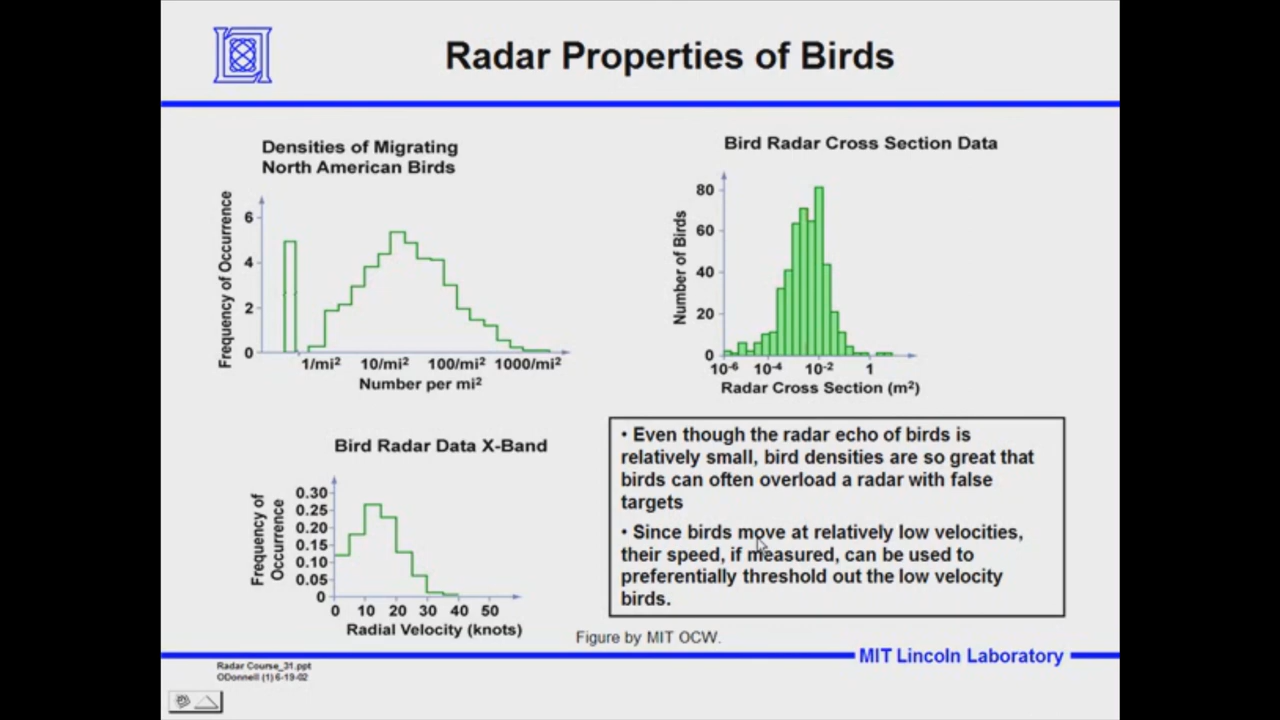 Radar Properties of Birds
Densities of Migrating
North American Birds
Frequency of Occurrence
6
4
2
0
1/mi²
10/mi²
100/mi²
1000/mi²
Number per mi²
Bird Radar Cross Section Data
Number of Birds
80
60
40
20
0
10⁻⁶
10⁻⁴
10⁻²
1
Radar Cross Section (m²)
Bird Radar Data X-Band
Frequency of
Occurrence
0.30
0.25
0.20
0.15
0.10
0.05
0
0 10 20 30 40 50
Radial Velocity (knots)
• Even though the radar echo of birds is
relatively small, bird densities are so great that
birds can often overload a radar with false
targets
• Since birds move at relatively low velocities,
their speed, if measured, can be used to
preferentially threshold out the low velocity
birds.
Figure by MIT OCW.
MIT Lincoln Laboratory
Radar Course_31.ppt
ODonnell (1) 6-19-02